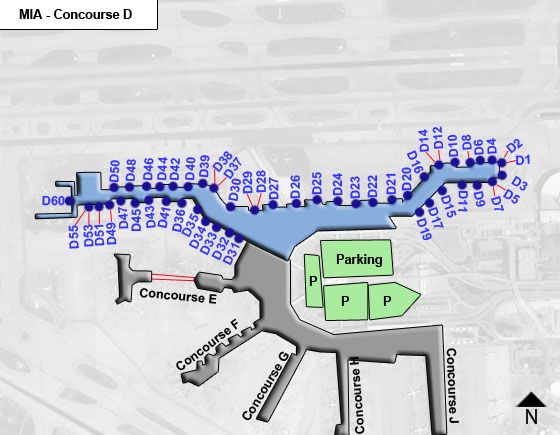 MIA - Concourse D
D50
D48
D46
D44
D42
D40
D39
D38
D37
D30
D29
D28
D27
D26
D25
D24
D23
D22
D21
D20
D16
D14
D12
D10
D8
D6
D4
D2
D1
D3
D5
D7
D9
D11
D15
D17
D19
D60
D55
D53
D51
D49
D47
D45
D43
D41
D36
D35
D34
D33
D32
D31
Parking
P
P
P
Concourse E
Concourse F
Concourse G
Concourse H
Concourse J
N